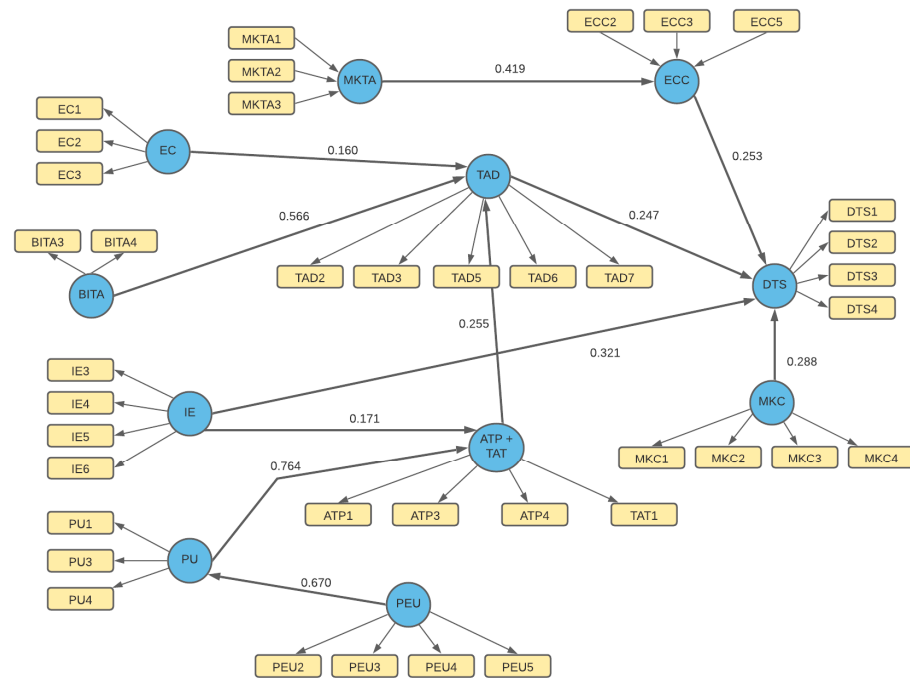 ECC2
ECC3
ECC5
MKTA1
MKTA2
MKTA3
MKTA
0.419
ECC
EC1
EC2
EC3
EC
0.160
TAD
0.253
0.566
0.247
DTS1
DTS2
DTS3
DTS4
BITA3
BITA4
BITA
TAD2
TAD3
TAD5
TAD6
TAD7
DTS
0.255
0.321
0.288
IE3
IE4
IE5
IE6
IE
0.171
MKC
ATP +
TAT
0.764
MKC1
MKC2
MKC3
MKC4
ATP1
ATP3
ATP4
TAT1
PU1
PU3
PU4
PU
0.670
PEU
PEU2
PEU3
PEU4
PEU5